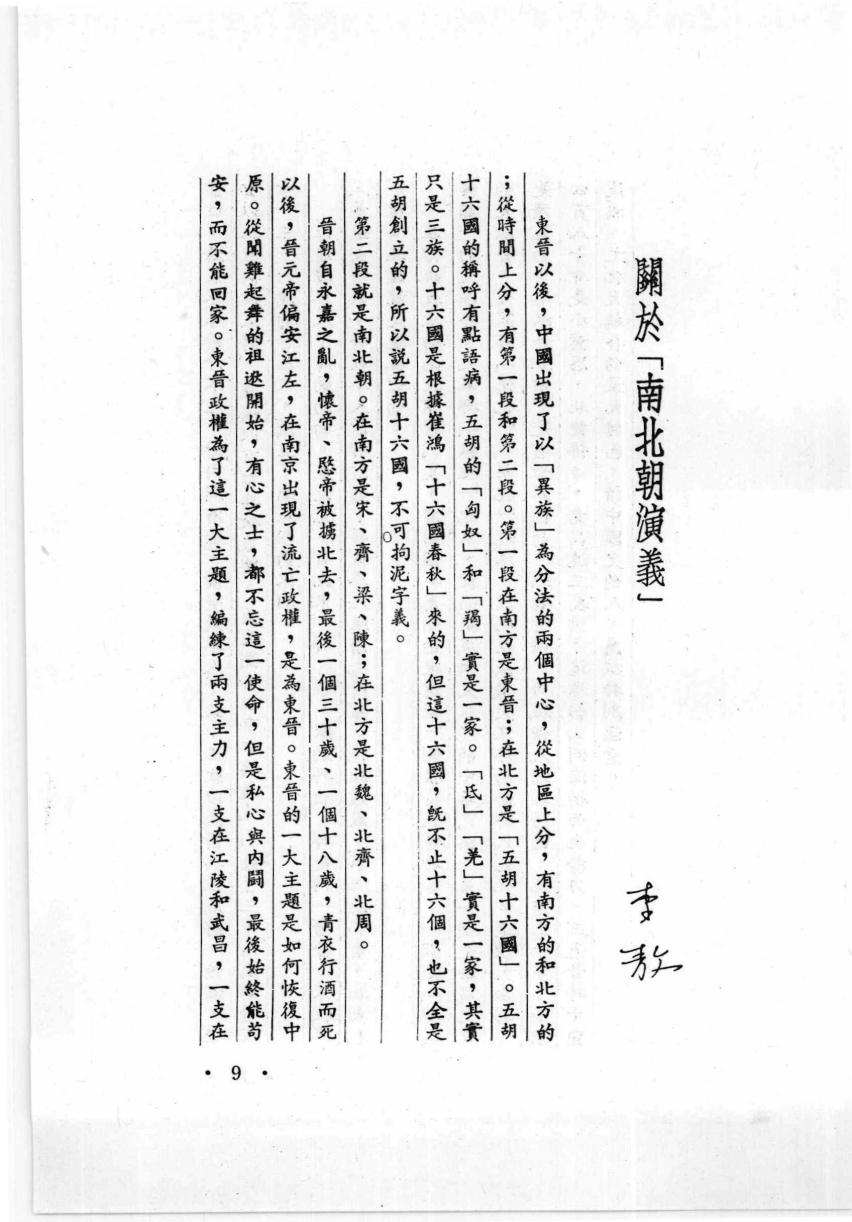 關於「南北朝演義」
李敖
東晉以後，中國出現了以「異族」為分法的兩個中心，從地區上分，有南方的和北方的
；從時間上分，有第一段和第二段。第一段在南方是東晉；在北方是「五胡十六國」。五胡
十六國的稱呼有點語病，五胡的「匈奴」和「羯」實是一家。「氐」「羌」實是一家，其實
只是三族。十六國是根據崔鴻「十六國春秋」來的，但這十六國，既不止十六個，也不全是
五胡創立的，所以說五胡十六國，不可拘泥字義。
第二段就是南北朝。在南方是宋、齊、梁、陳；在北方是北魏、北齊、北周。
晉朝自永嘉之亂，懷帝、愍帝被擄北去，最後一個三十歲、一個十八歲，青衣行酒而死
以後，晉元帝偏安江左，在南京出現了流亡政權，是為東晉。東晉的一大主題是如何恢復中
原。從聞雞起舞的祖逖開始，有心之士，都不忘這一使命，但是私心與內鬪，最後始終能苟
安，而不能回家。東晉政權為了這一大主題，編練了兩支主力，一支在江陵和武昌，一支在
• 9 •